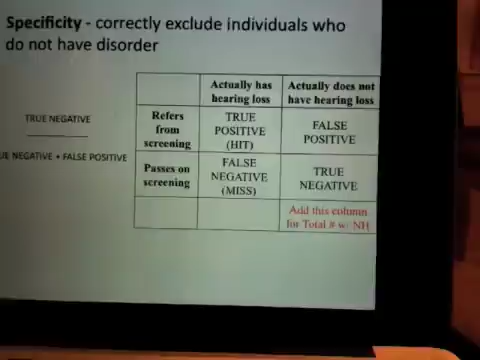 Specificity - correctly exclude individuals who
do not have disorder
Actually has
hearing loss
Actually does not
have hearing loss
TRUE NEGATIVE
NEGATIVE + FALSE POSITIVE
Refers
from
screening
TRUE
POSITIVE
(HIT)
FALSE
POSITIVE
Passes on
screening
FALSE
NEGATIVE
(MISS)
TRUE
NEGATIVE
Add this column
for Total # w/ NH